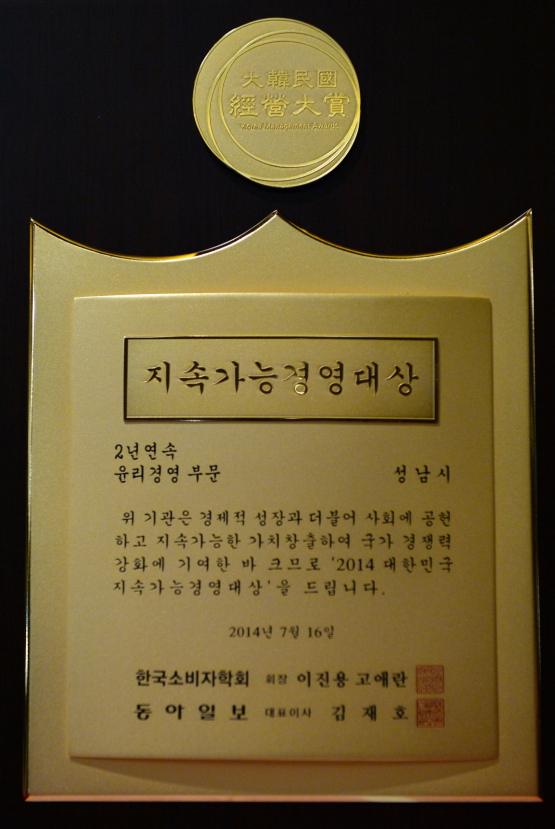 大韓民國
經營大賞
Korea Management Awards
지속가능경영대상
2년연속
윤리경영 부문
성남시
위 기관은 경제적 성장과 더불어 사회에 공헌
하고 지속가능한 가치창출하여 국가 경쟁력
강화에 기여한 바 크므로 '2014 대한민국
지속가능경영대상'을 드립니다.
2014년 7월 16일
한국소비자학회 회장 이진용 고애란
동아일보 대표이사 김재호